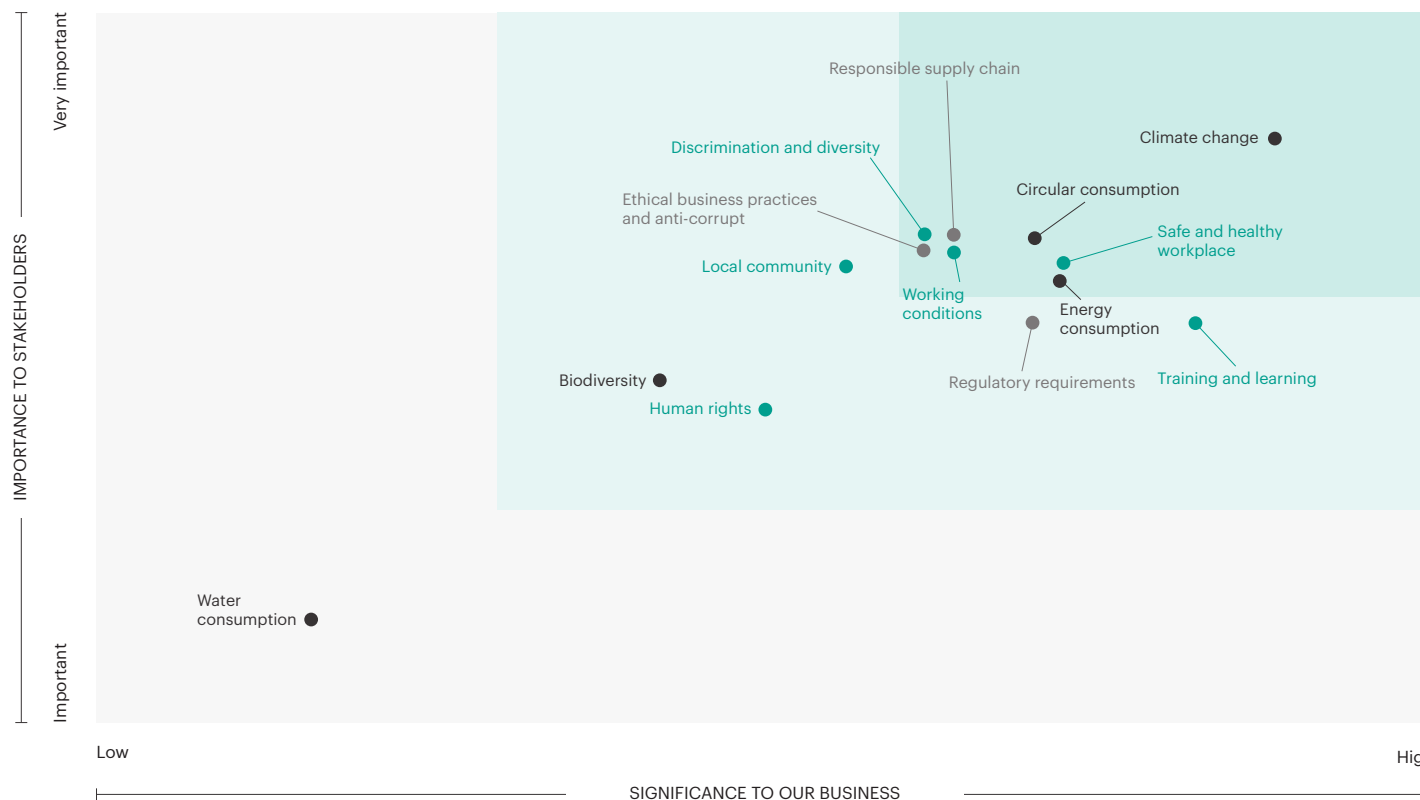 Very important
IMPORTANCE TO STAKEHOLDERS
Important
Responsible supply chain
Climate change
Discrimination and diversity
Circular consumption
Ethical business practices
and anti-corrupt
Safe and healthy
workplace
Local community
Working
conditions
Energy
consumption
Biodiversity
Regulatory requirements
Training and learning
Human rights
Water
consumption
Low
Hig
SIGNIFICANCE TO OUR BUSINESS